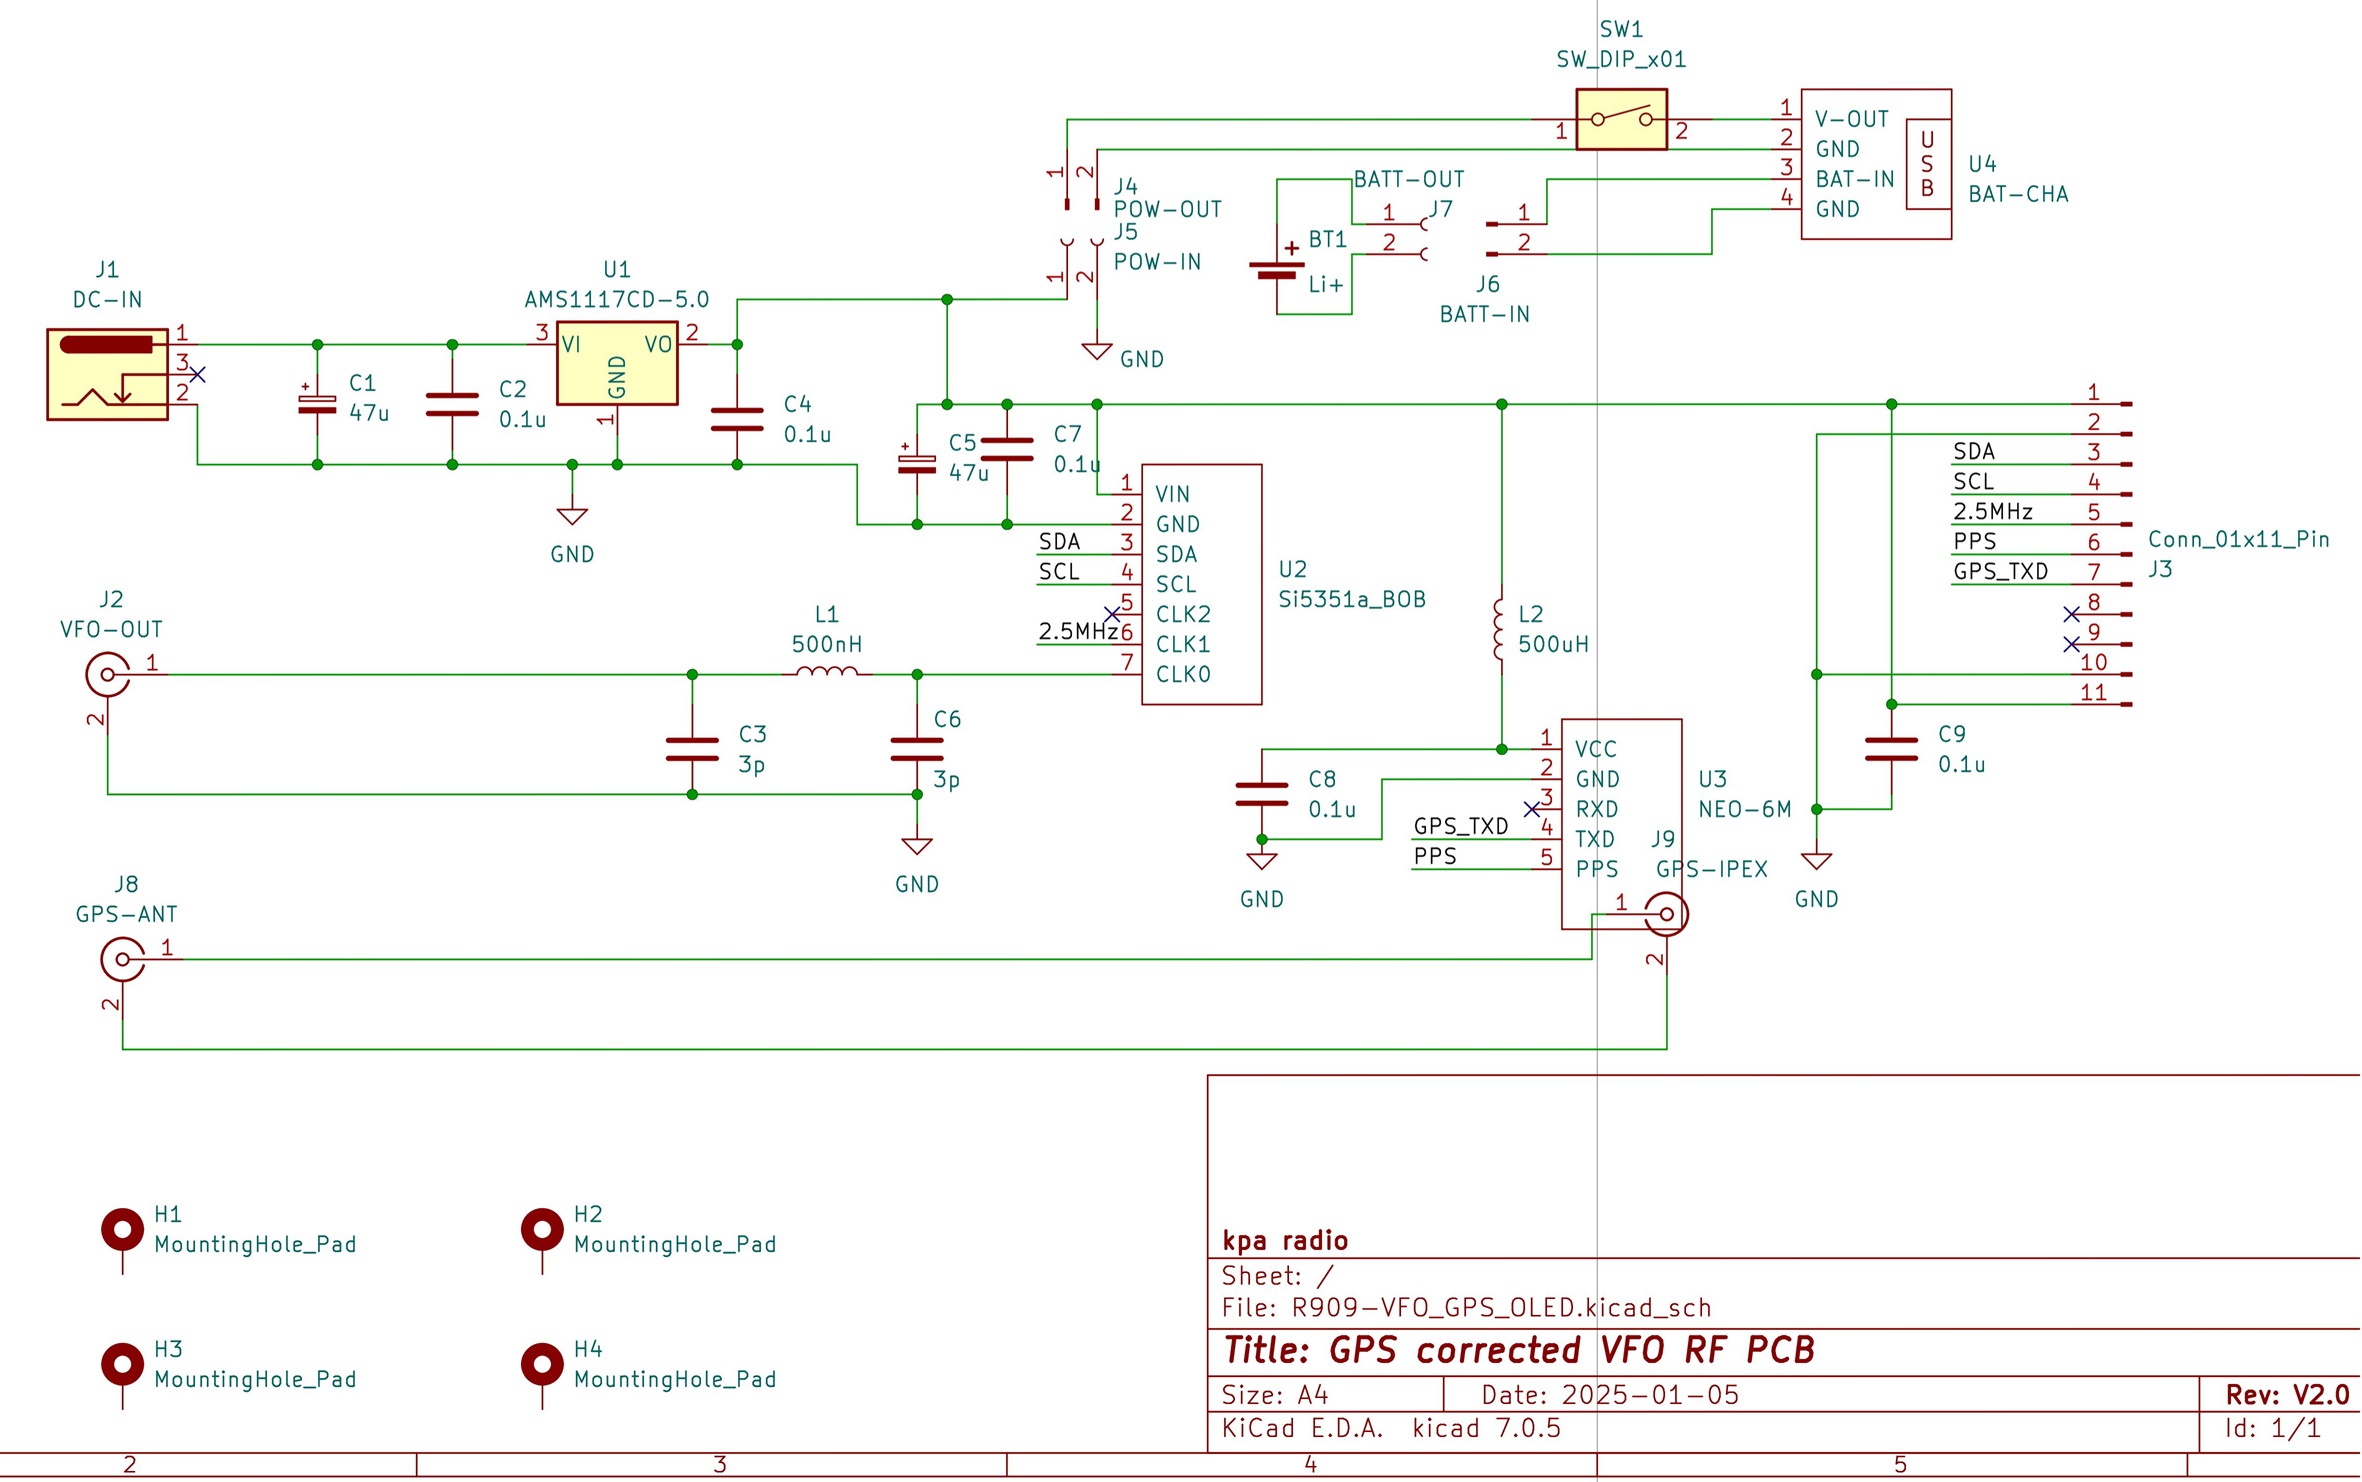 SW1
SW_DIP_x01
1
2
1
2
3
4
V-OUT
GND
BAT-IN
GND
U
S
B
U4
BAT-CHA
1
2
J4
POW-OUT
J5
POW-IN
1
2
GND
BATT-OUT
J7
1
2
BT1
+
Li+
1
2
J6
BATT-IN
J1
DC-IN
1
3
2
+
C1
47u
C2
0.1u
U1
AMS1117CD-5.0
3
VI
VO
2
GND
1
C4
0.1u
GND
+
C5
47u
C7
0.1u
1
VIN
2
GND
SDA
3
SDA
SCL
4
SCL
5
CLK2
2.5MHz
6
CLK1
7
CLK0
U2
Si5351a_BOB
L2
500uH
1
2
SDA
3
SCL
4
2.5MHz
5
PPS
6
GPS_TXD
7
8
9
10
11
Conn_01x11_Pin
J3
C9
0.1u
GND
J2
VFO-OUT
1
2
L1
500nH
C3
3p
C6
3p
GND
C8
0.1u
GND
1
VCC
2
GND
3
RXD
GPS_TXD
4
TXD
PPS
5
PPS
U3
NEO-6M
J9
GPS-IPEX
1
2
J8
GPS-ANT
1
2
H1
MountingHole_Pad
H2
MountingHole_Pad
H3
MountingHole_Pad
H4
MountingHole_Pad
kpa radio
Sheet: /
File: R909-VFO_GPS_OLED.kicad_sch
Title: GPS corrected VFO RF PCB
Size: A4
Date: 2025-01-05
Rev: V2.0
KiCad E.D.A. kicad 7.0.5
Id: 1/1
2
3
4
5